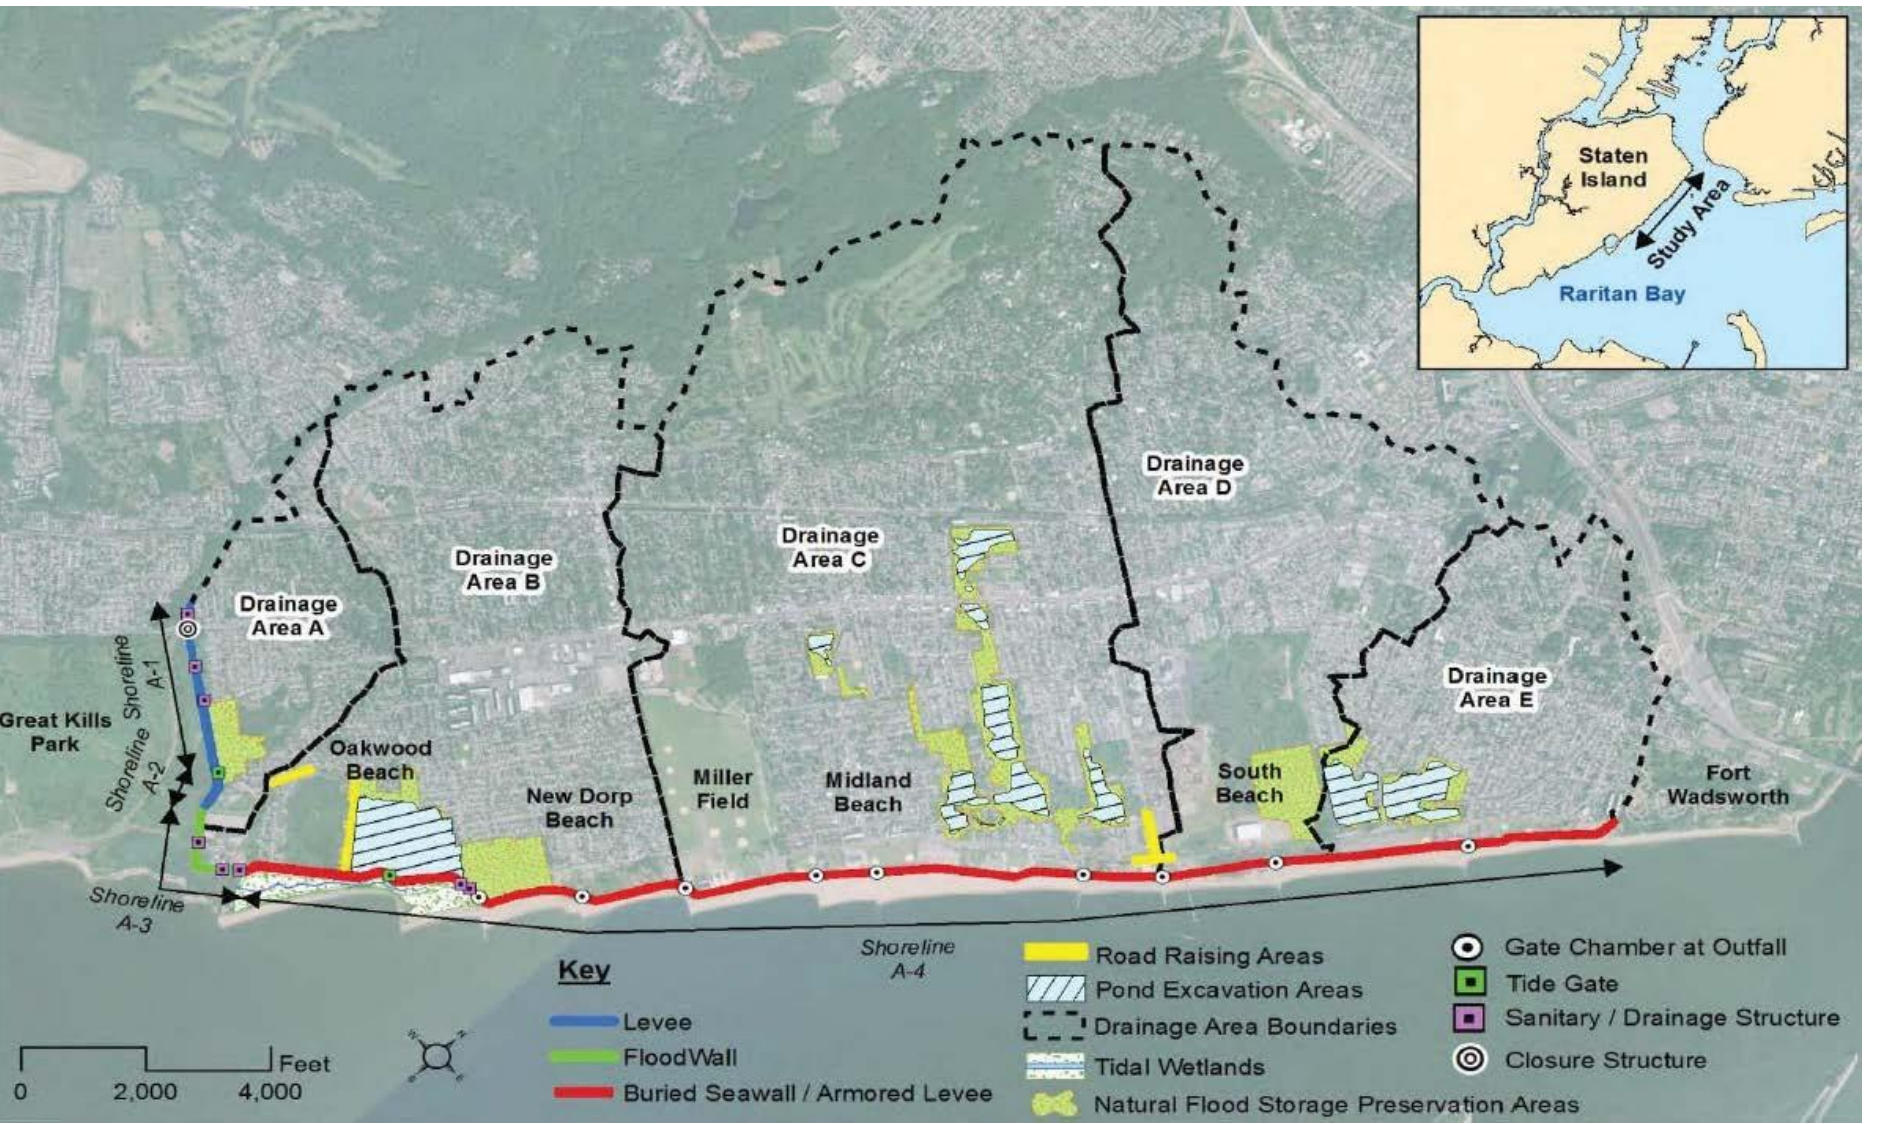 Staten
Island
Study Area
Raritan Bay
Drainage
Area D
Drainage
Area C
Drainage
Area B
Drainage
Area A
Drainage
Area E
Shoreline
A-1
Great Kills
Park
Shoreline
A-2
Oakwood
Beach
New Dorp
Beach
Miller
Field
Midland
Beach
South
Beach
Fort
Wadsworth
Shoreline
A-3
Shoreline
A-4
Key
Levee
FloodWall
Buried Seawall / Armored Levee
Road Raising Areas
Pond Excavation Areas
Drainage Area Boundaries
Tidal Wetlands
Natural Flood Storage Preservation Areas
Gate Chamber at Outfall
Tide Gate
Sanitary / Drainage Structure
Closure Structure
Feet
0 2,000 4,000
W N
S E